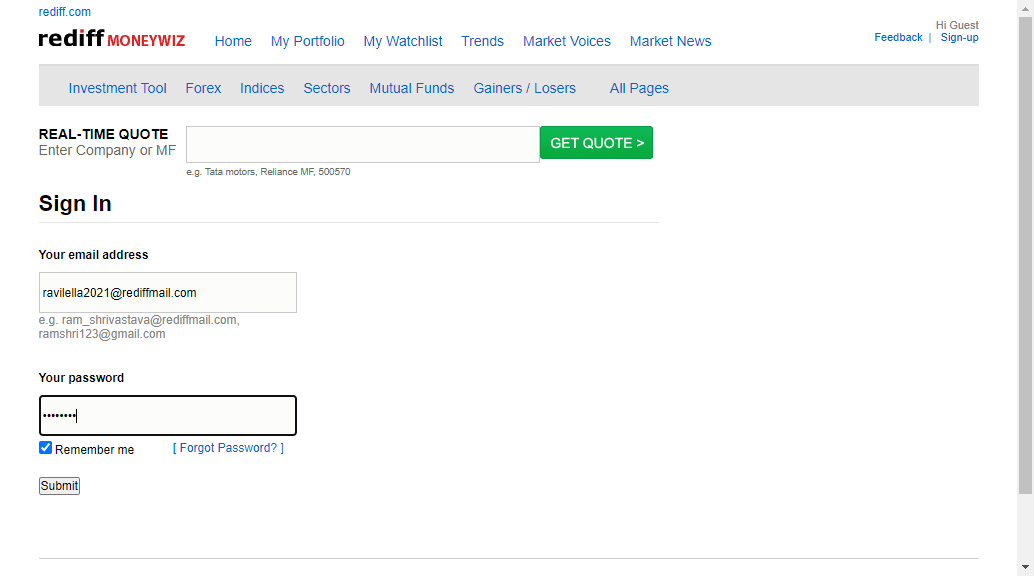 rediff.com
Hi Guest
rediff MONEYWIZ Home My Portfolio My Watchlist Trends Market Voices Market News
Feedback | Sign-up
Investment Tool Forex Indices Sectors Mutual Funds Gainers / Losers All Pages
REAL-TIME QUOTE
Enter Company or MF
GET QUOTE >
e.g. Tata motors, Reliance MF, 500570
Sign In
Your email address
ravilella2021@rediffmail.com
e.g. ram_shrivastava@rediffmail.com,
ramshri123@gmail.com
Your password
••••••••
Remember me [ Forgot Password? ]
Submit